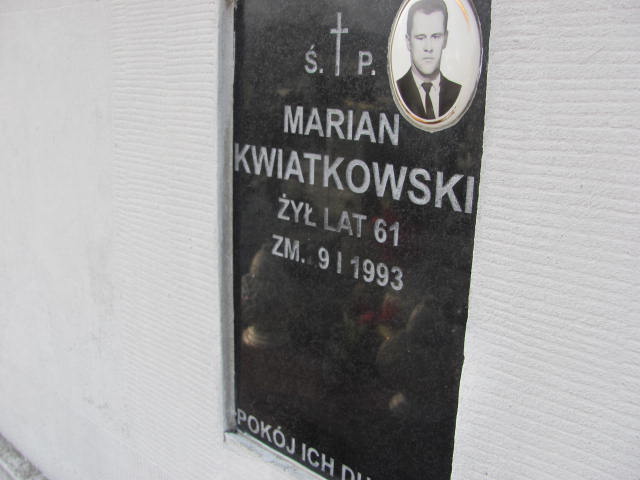 Ś. P.
MARIAN
KWIATKOWSKI
ŻYŁ LAT 61
ZM. 9 I 1993
POKÓJ ICH